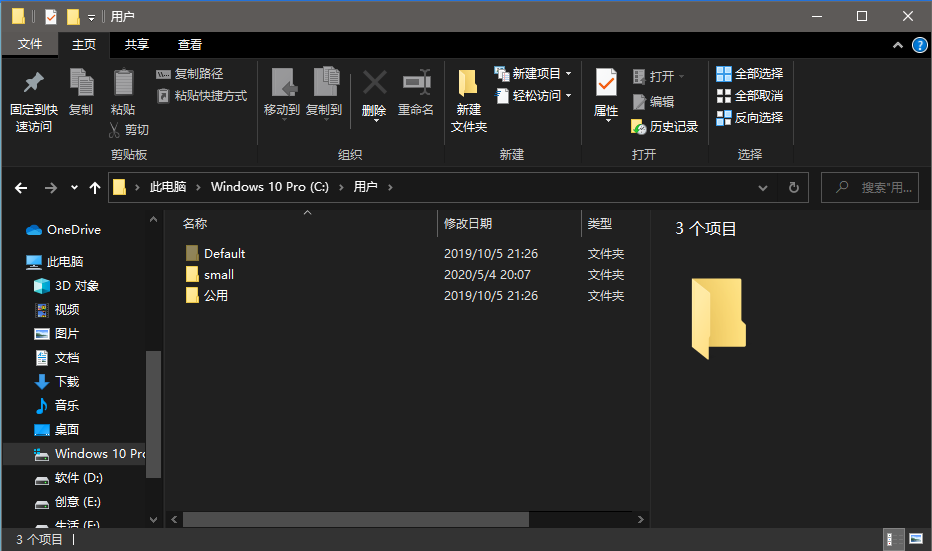 用户
文件
主页
共享
查看
固定到快速访问
复制
粘贴
复制路径
粘贴快捷方式
剪切
剪贴板
移动到
复制到
删除
重命名
组织
新建文件夹
新建项目
轻松访问
新建
属性
打开
编辑
历史记录
打开
全部选择
全部取消
反向选择
选择
此电脑 › Windows 10 Pro (C:) › 用户 ›
搜索"用...
OneDrive
此电脑
3D 对象
视频
图片
文档
下载
音乐
桌面
Windows 10 Pro
软件 (D:)
创意 (E:)
生活 (F:)
名称 修改日期 类型
Default 2019/10/5 21:26 文件夹
small 2020/5/4 20:07 文件夹
公用 2019/10/5 21:26 文件夹
3 个项目
3 个项目